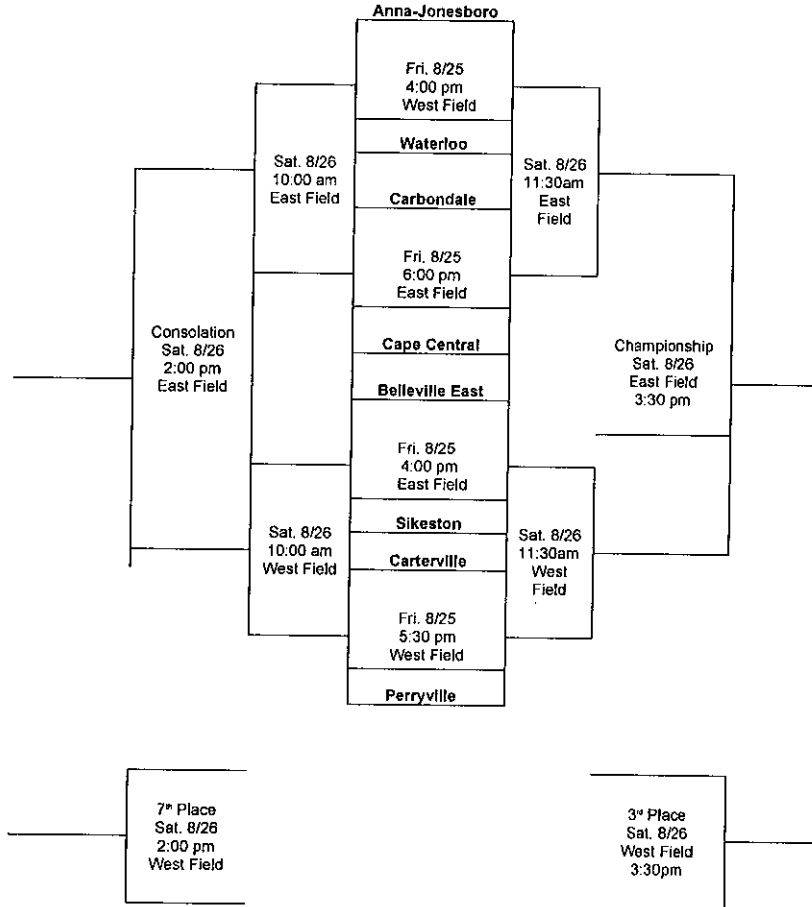 Anna-Jonesboro
Fri. 8/25
4:00 pm
West Field
Waterloo
Sat. 8/26
10:00 am
East Field
Sat. 8/26
11:30am
East
Field
Carbondale
Fri. 8/25
6:00 pm
East Field
Consolation
Sat. 8/26
2:00 pm
East Field
Cape Central
Championship
Sat. 8/26
East Field
3:30 pm
Belleville East
Fri. 8/25
4:00 pm
East Field
Sikeston
Sat. 8/26
10:00 am
West Field
Sat. 8/26
11:30am
West
Field
Carterville
Fri. 8/25
5:30 pm
West Field
Perryville
7th Place
Sat. 8/26
2:00 pm
West Field
3rd Place
Sat. 8/26
West Field
3:30pm